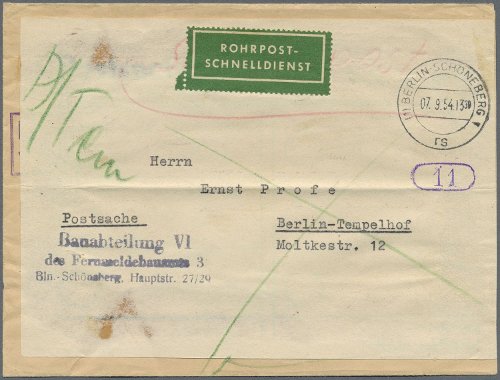 ROHRPOST-
SCHNELLDIENST
(1) BERLIN-SCHÖNEBERG 1
07.9.54.13
rs
11
Herrn
Ernst Profe
Postsache
Berlin-Tempelhof
Moltkestr. 12
Bauabteilung VI
des Fernmeldebauamts 3
Bln.-Schöneberg, Hauptstr. 27/29